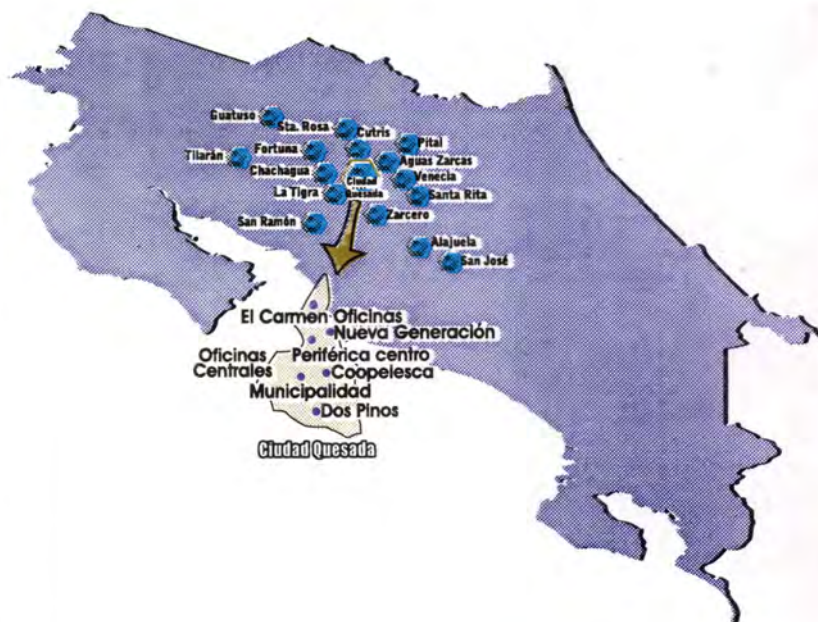 Guatuso
Sta. Rosa
Cutris
Pital
Fortuna
Tilarán
Aguas Zarcas
Chachagua
Ciudad
Quesada
Venecia
La Tigra
Santa Rita
San Ramón
Zarcero
Alajuela
San José
El Carmen Oficinas
Nueva Generación
Oficinas
Centrales
Periférica centro
Coopelesca
Municipalidad
Dos Pinos
Ciudad Quesada